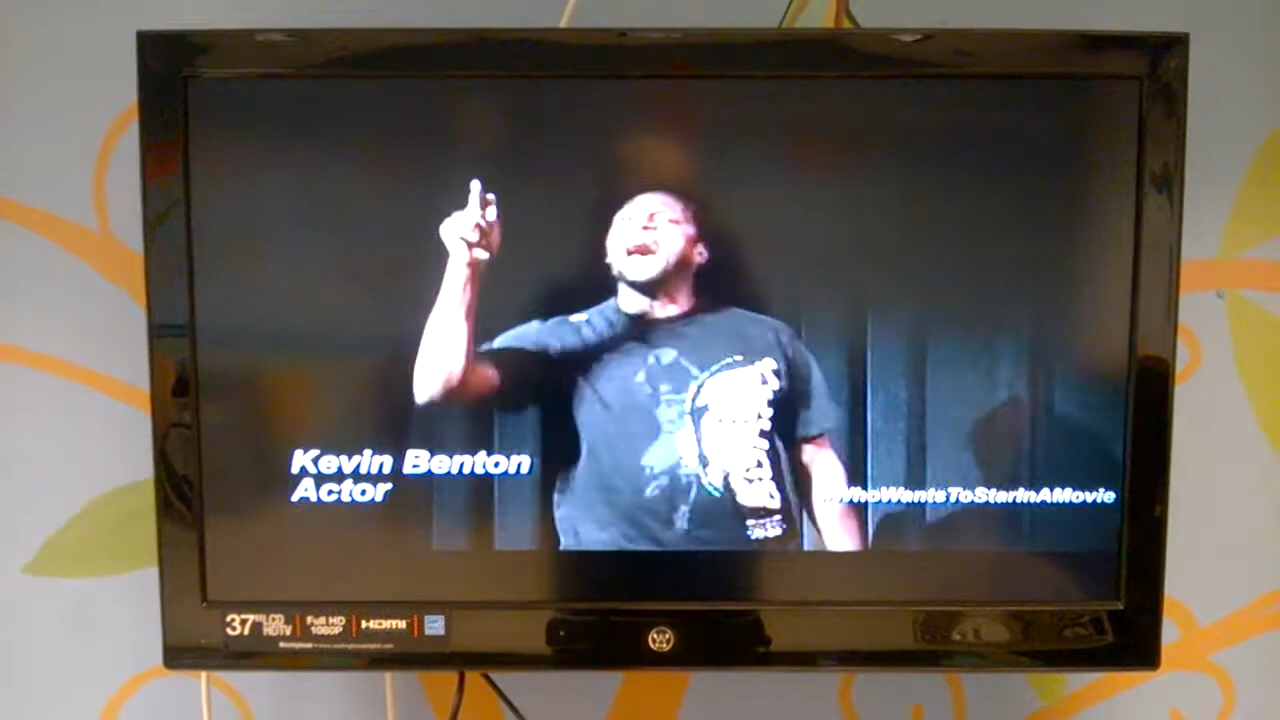 Kevin Benton
Actor
WhoWantsToStarInAMovie
37" LCD
HDTV
Full HD
1080P
HDMI
W